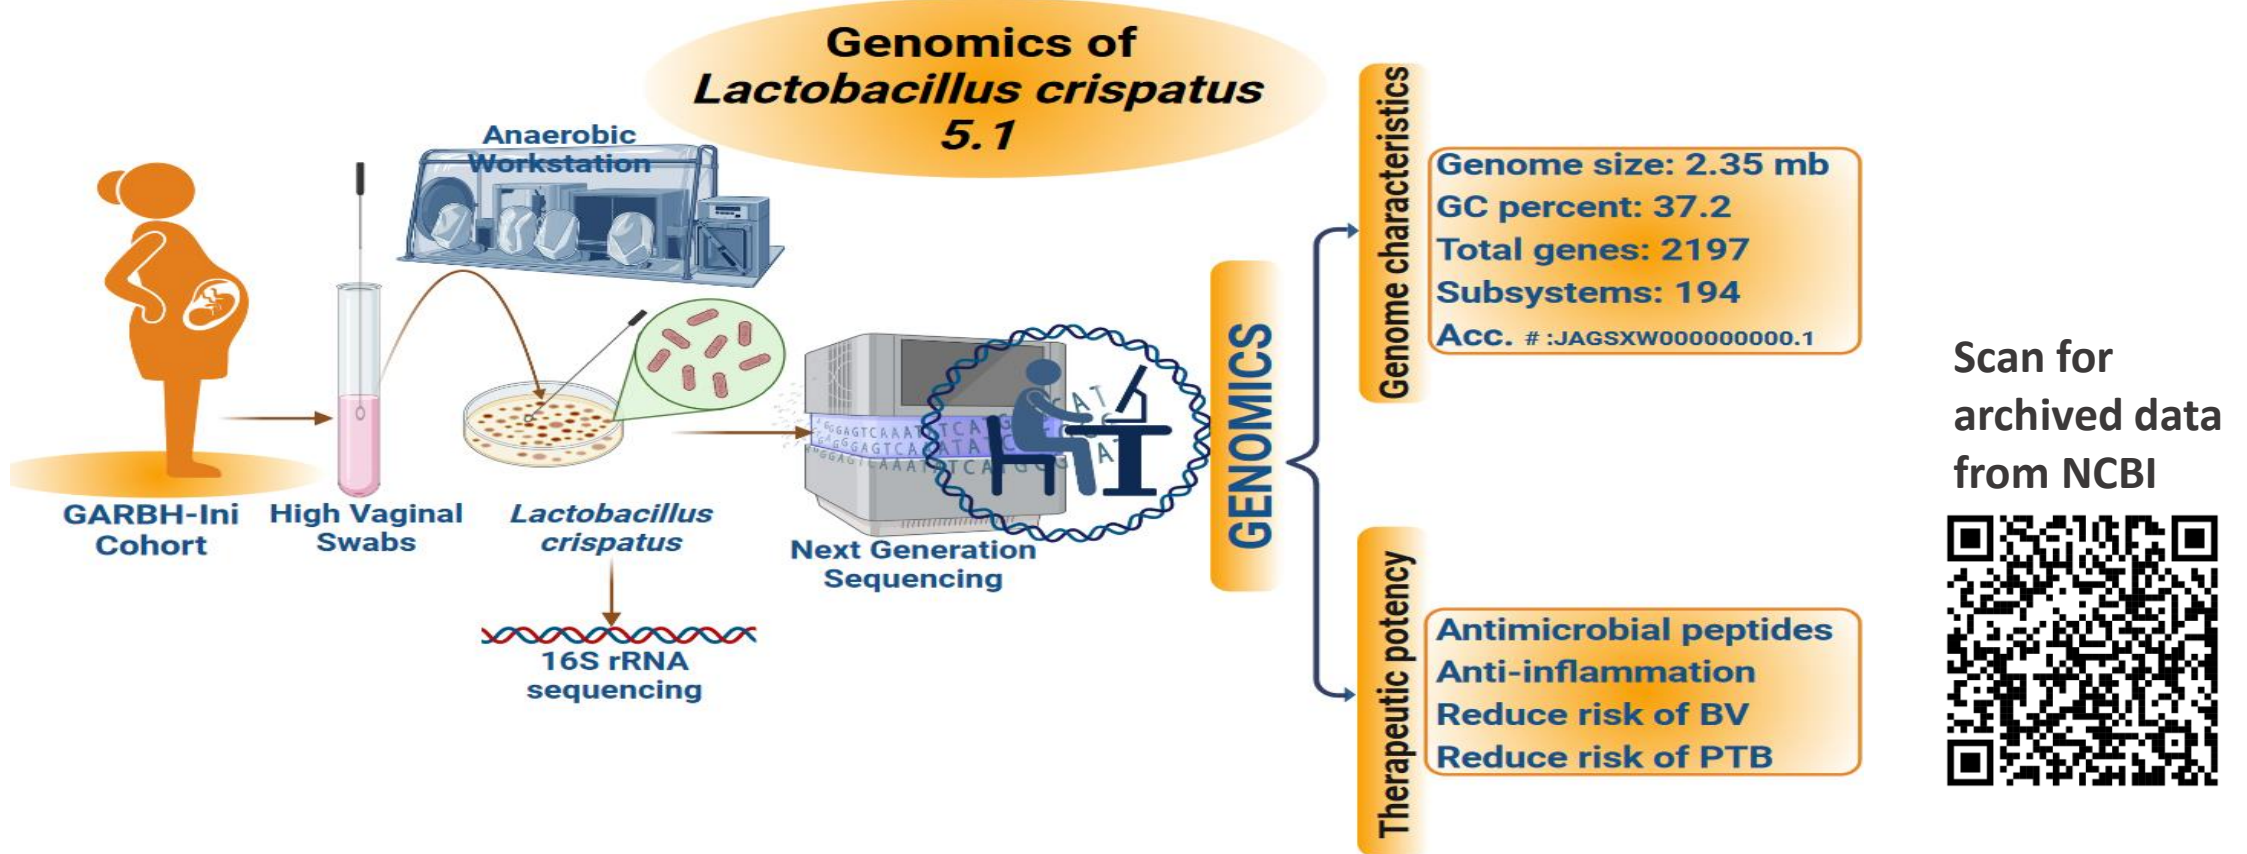 Genomics of
Lactobacillus crispatus
5.1
Anaerobic
Workstation
GARBH-Ini
Cohort
High Vaginal
Swabs
Lactobacillus
crispatus
16S rRNA
sequencing
Next Generation
Sequencing
GENOMICS
Genome characteristics
Genome size: 2.35 mb
GC percent: 37.2
Total genes: 2197
Subsystems: 194
Acc. # :JAGSXW000000000.1
Therapeutic potency
Antimicrobial peptides
Anti-inflammation
Reduce risk of BV
Reduce risk of PTB
Scan for
archived data
from NCBI